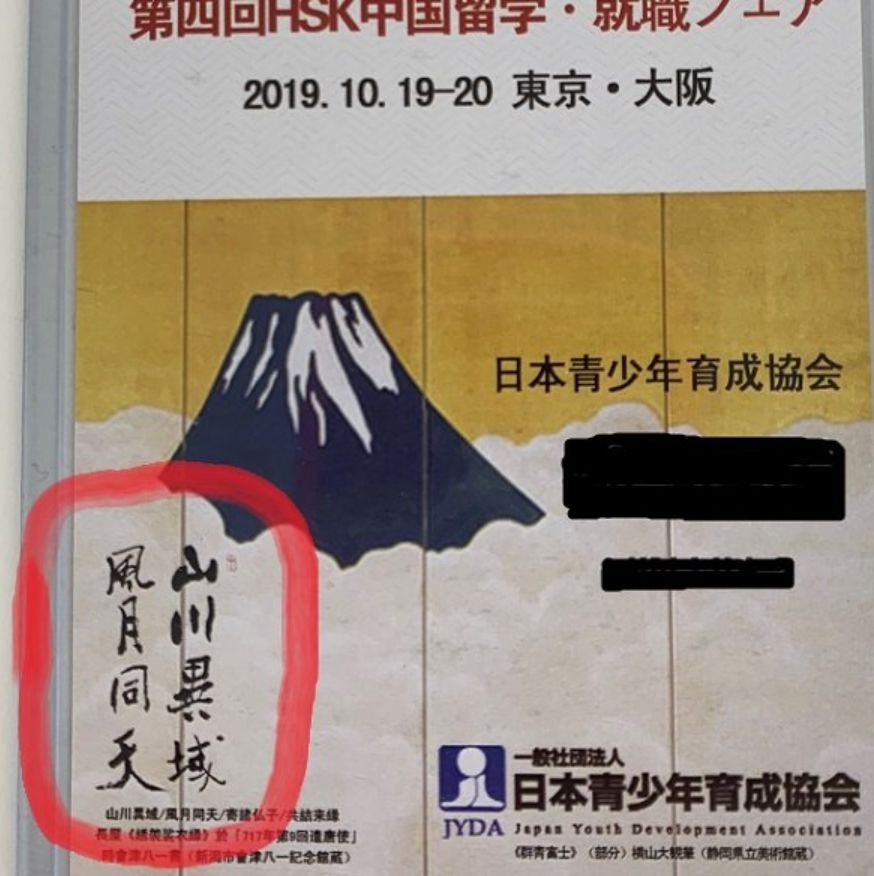 第四回HSK中国留学・就職フェア
2019.10.19-20 東京・大阪
日本青少年育成協会
山川異域
風月同天
山川異域/風月同天/寄諸仏子/共結来縁
長屋《繡袈裟衣縁》於「717年第9回遣唐使」
同會津八一書(新潟市會津八一記念館蔵)
一般社団法人
日本青少年育成協会
JYDA Japan Youth Development Association
《群青富士》(部分)横山大観筆(静岡県立美術館蔵)